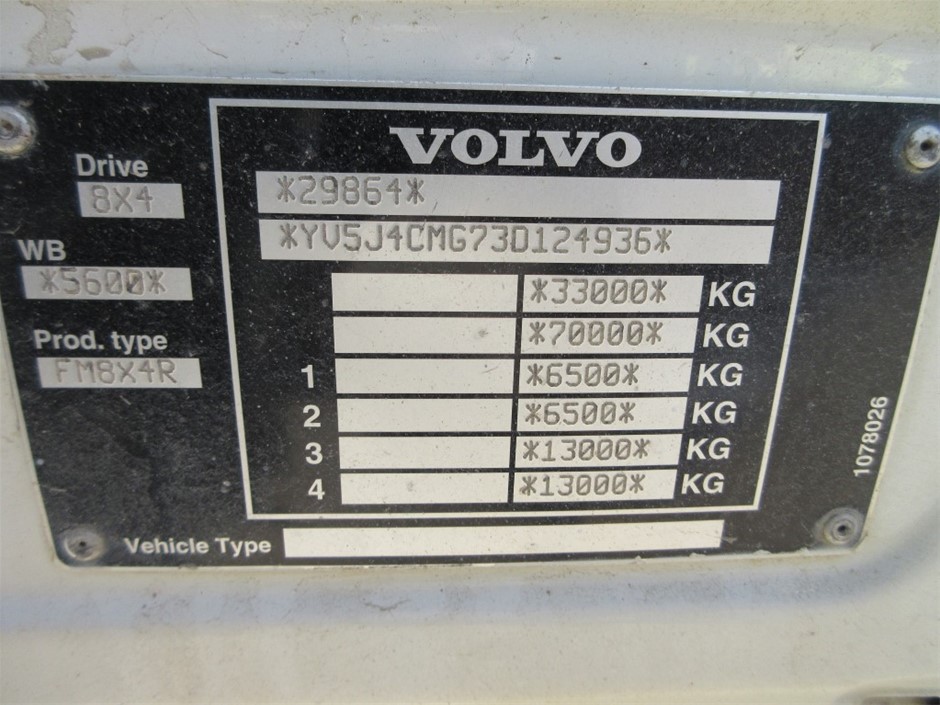 VOLVO
Drive
8X4
*29864*
*YV5J4CMG73D124936*
WB
*5600*
*33000* KG
*70000* KG
Prod. type
FM8X4R
1 *6500* KG
2 *6500* KG
3 *13000* KG
4 *13000* KG
1078026
Vehicle Type